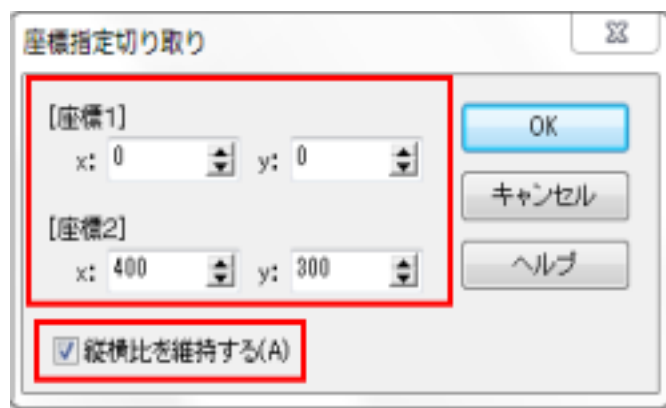 座標指定切り取り
[座標1]
x: 0 y: 0
[座標2]
x: 400 y: 300
縦横比を維持する(A)
OK
キャンセル
ヘルプ